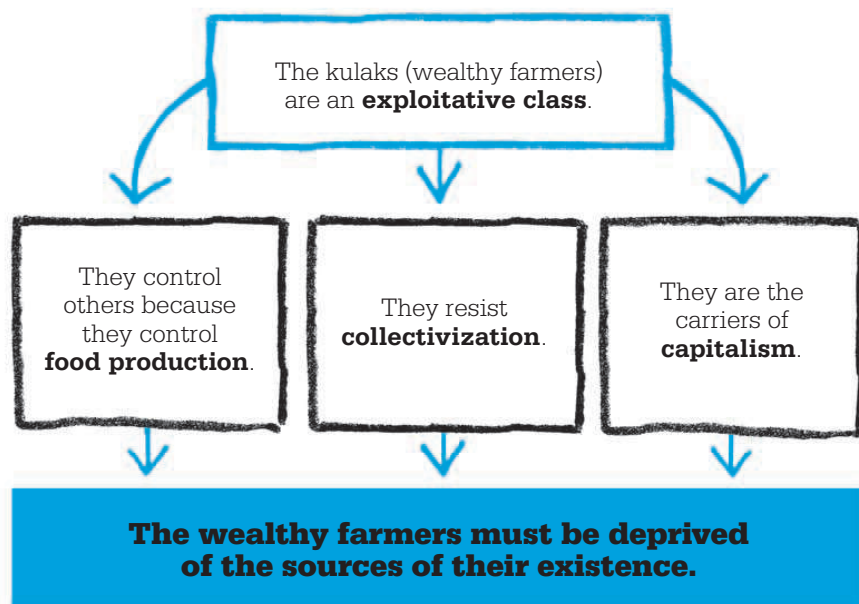 The kulaks (wealthy farmers)
are an exploitative class.
They control
others because
they control
food production.
They resist
collectivization.
They are the
carriers of
capitalism.
The wealthy farmers must be deprived
of the sources of their existence.